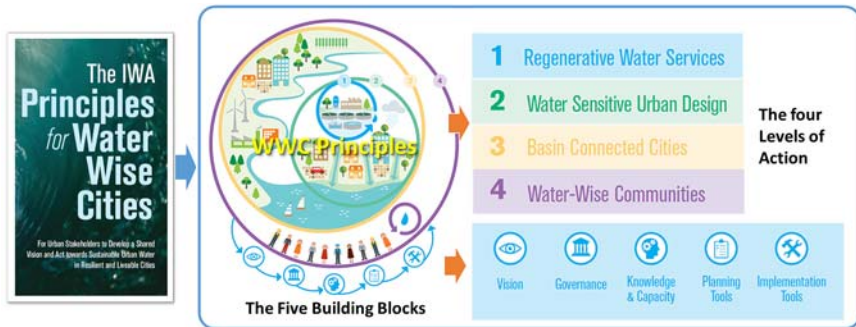 The IWA
Principles
for Water
Wise
Cities
For Urban Stakeholders to Develop a Shared
Vision and Act towards Sustainable Urban Water
in Resilient and Liveable Cities
1 2 3 4
WWC Principles
The Five Building Blocks
1 Regenerative Water Services
2 Water Sensitive Urban Design
3 Basin Connected Cities
4 Water-Wise Communities
The four
Levels of
Action
Vision
Governance
Knowledge
& Capacity
Planning
Tools
Implementation
Tools